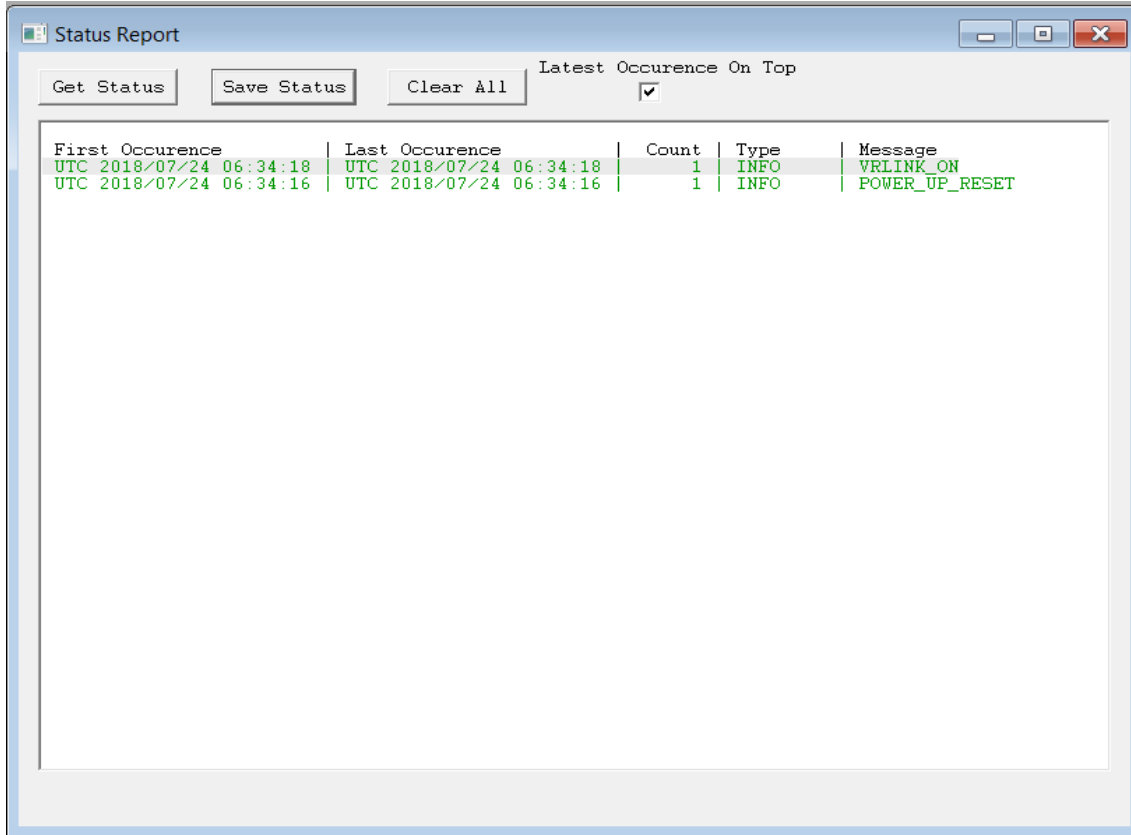 Status Report
Get Status Save Status Clear All Latest Occurence On Top
First Occurence | Last Occurence | Count | Type | Message
UTC 2018/07/24 06:34:18 | UTC 2018/07/24 06:34:18 | 1 | INFO | VRLINK_ON
UTC 2018/07/24 06:34:16 | UTC 2018/07/24 06:34:16 | 1 | INFO | POWER_UP_RESET